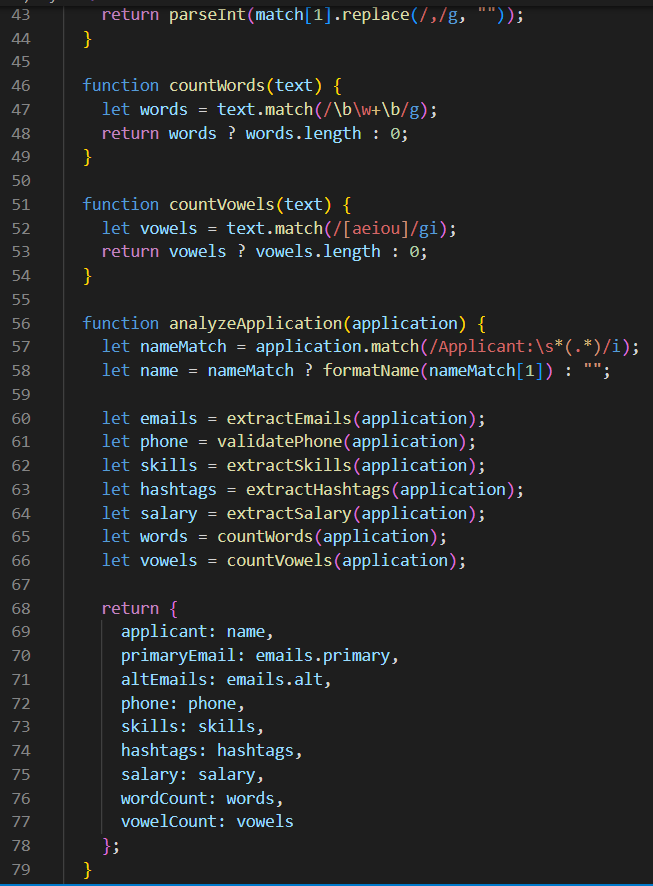 43 return parseInt(match[1].replace(/,/g, ""));
44 }
45
46 function countWords(text) {
47 let words = text.match(/\b\w+\b/g);
48 return words ? words.length : 0;
49 }
50
51 function countVowels(text) {
52 let vowels = text.match(/[aeiou]/gi);
53 return vowels ? vowels.length : 0;
54 }
55
56 function analyzeApplication(application) {
57 let nameMatch = application.match(/Applicant:\s*(.*)/i);
58 let name = nameMatch ? formatName(nameMatch[1]) : "";
59
60 let emails = extractEmails(application);
61 let phone = validatePhone(application);
62 let skills = extractSkills(application);
63 let hashtags = extractHashtags(application);
64 let salary = extractSalary(application);
65 let words = countWords(application);
66 let vowels = countVowels(application);
67
68 return {
69 applicant: name,
70 primaryEmail: emails.primary,
71 altEmails: emails.alt,
72 phone: phone,
73 skills: skills,
74 hashtags: hashtags,
75 salary: salary,
76 wordCount: words,
77 vowelCount: vowels
78 };
79 }